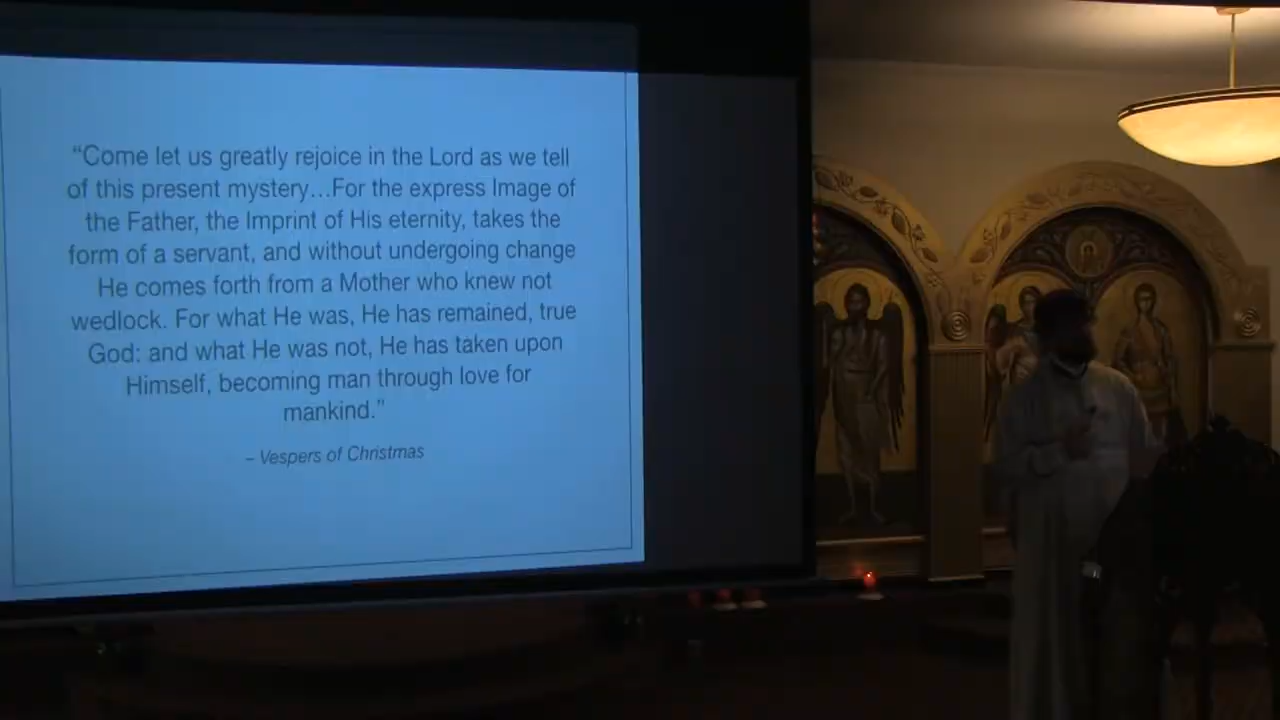 “Come let us greatly rejoice in the Lord as we tell
of this present mystery…For the express Image of
the Father, the Imprint of His eternity, takes the
form of a servant, and without undergoing change
He comes forth from a Mother who knew not
wedlock. For what He was, He has remained, true
God: and what He was not, He has taken upon
Himself, becoming man through love for
mankind.”
– Vespers of Christmas